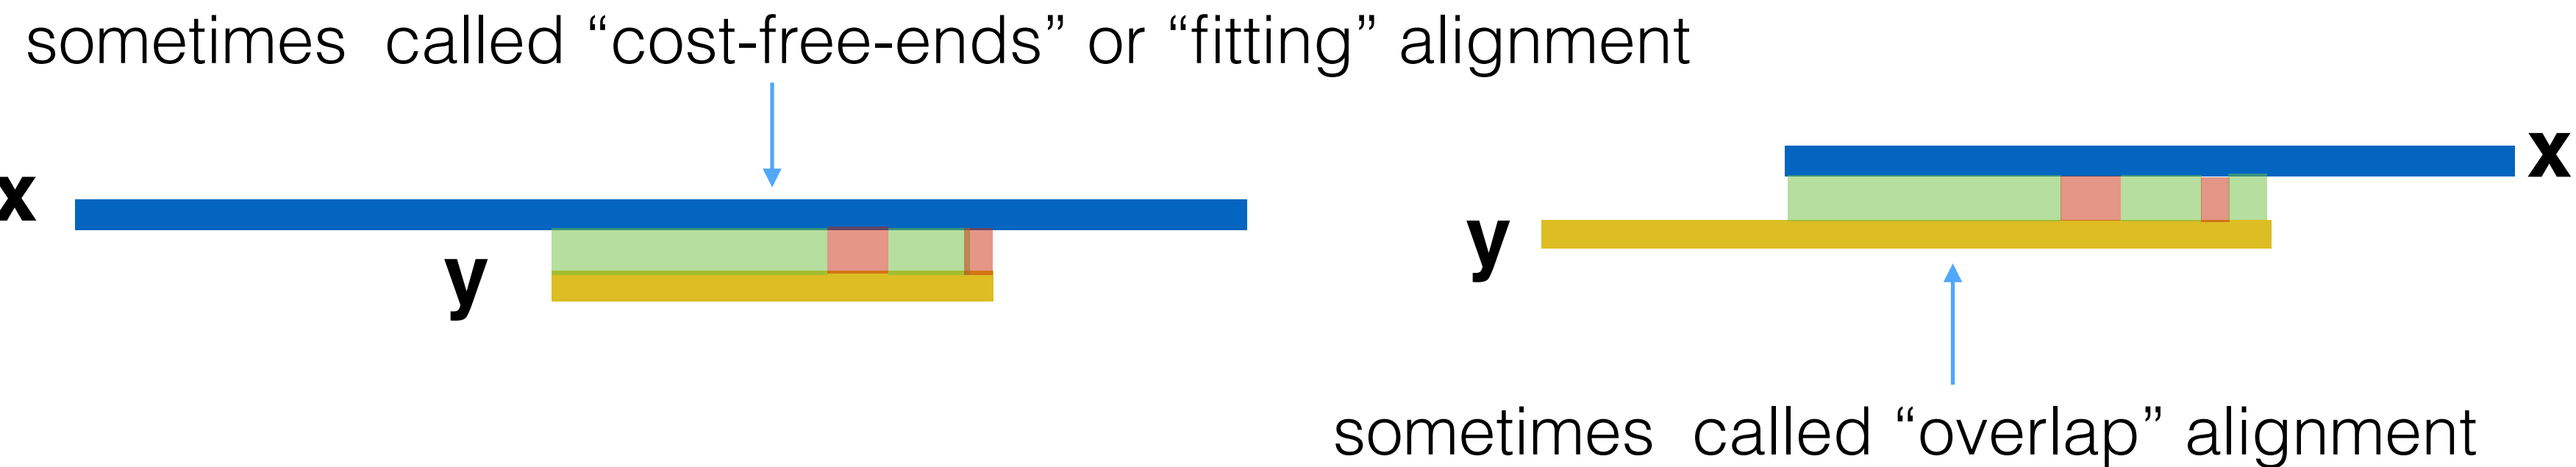 sometimes called “cost-free-ends” or “fitting” alignment
x
y
x
y
sometimes called “overlap” alignment